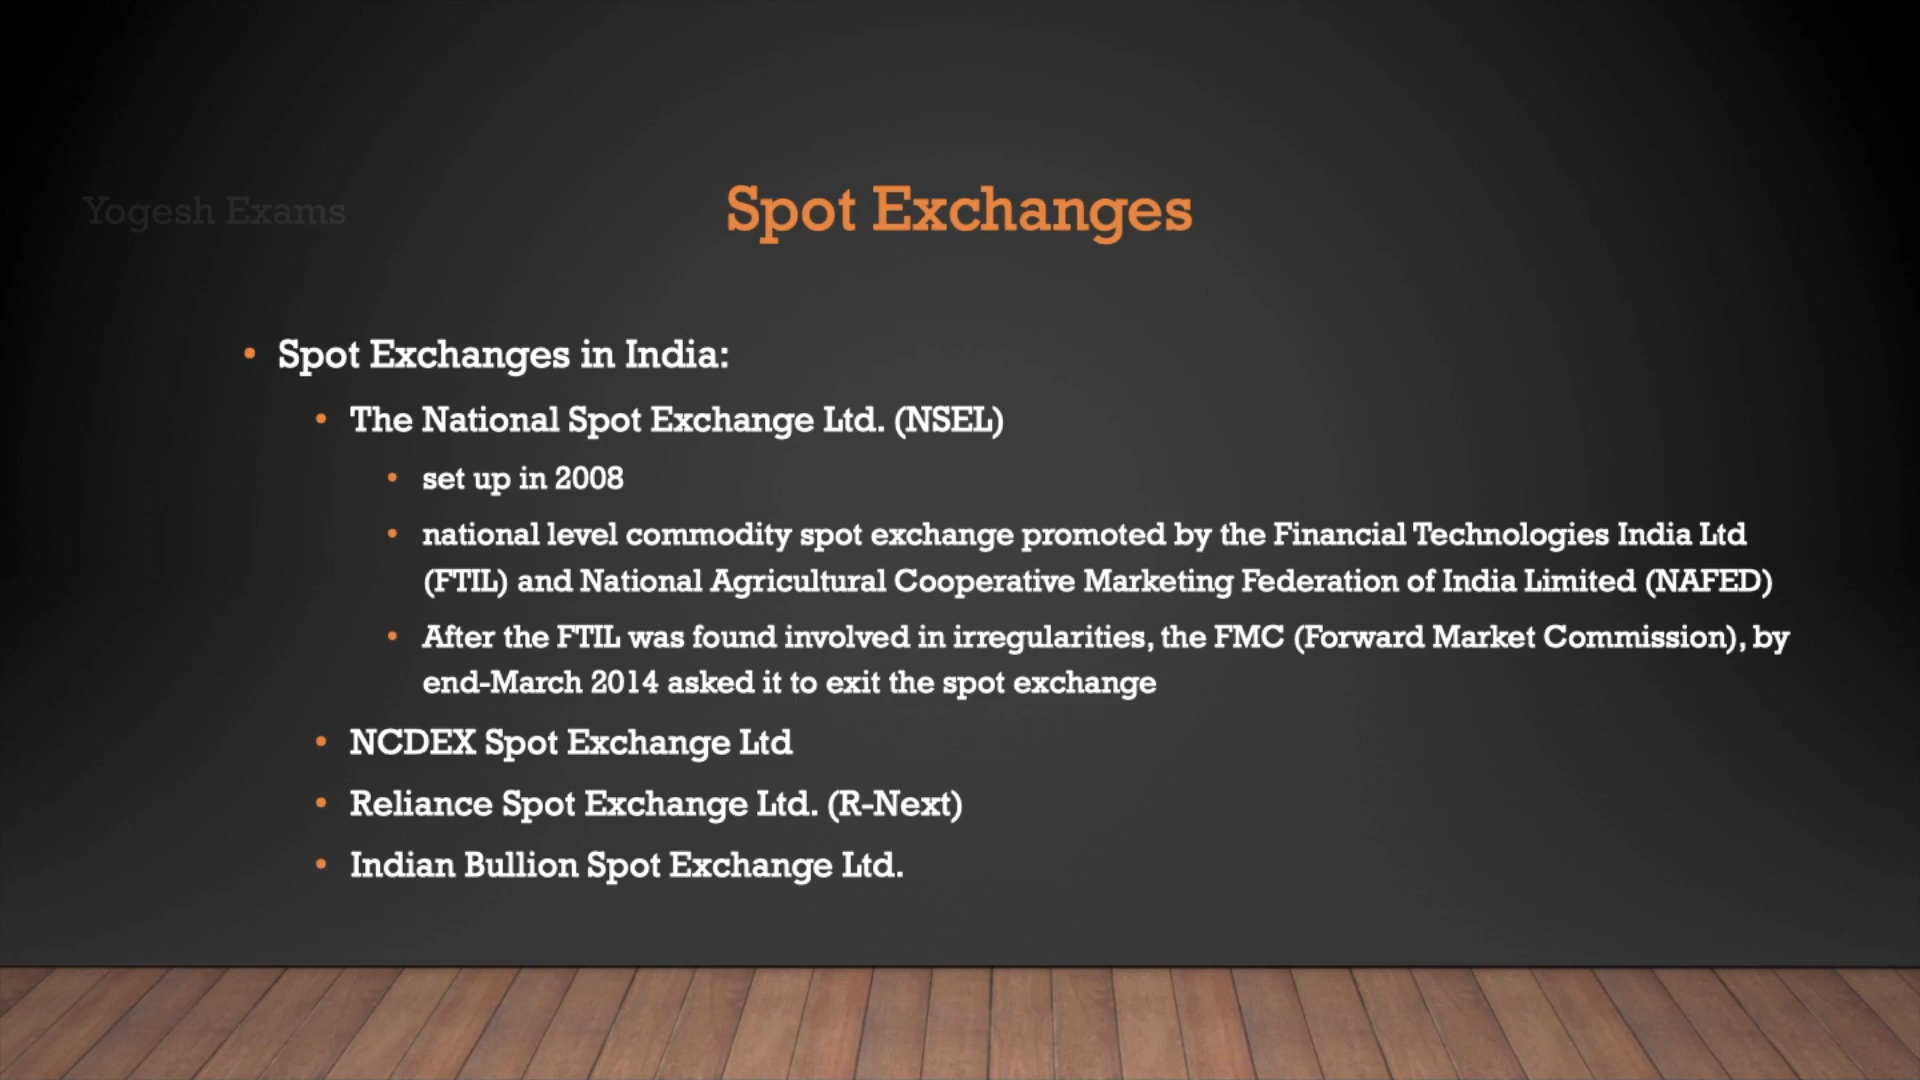 Yogesh Exams
Spot Exchanges
• Spot Exchanges in India:
• The National Spot Exchange Ltd. (NSEL)
• set up in 2008
• national level commodity spot exchange promoted by the Financial Technologies India Ltd
(FTIL) and National Agricultural Cooperative Marketing Federation of India Limited (NAFED)
• After the FTIL was found involved in irregularities, the FMC (Forward Market Commission), by
end-March 2014 asked it to exit the spot exchange
• NCDEX Spot Exchange Ltd
• Reliance Spot Exchange Ltd. (R-Next)
• Indian Bullion Spot Exchange Ltd.